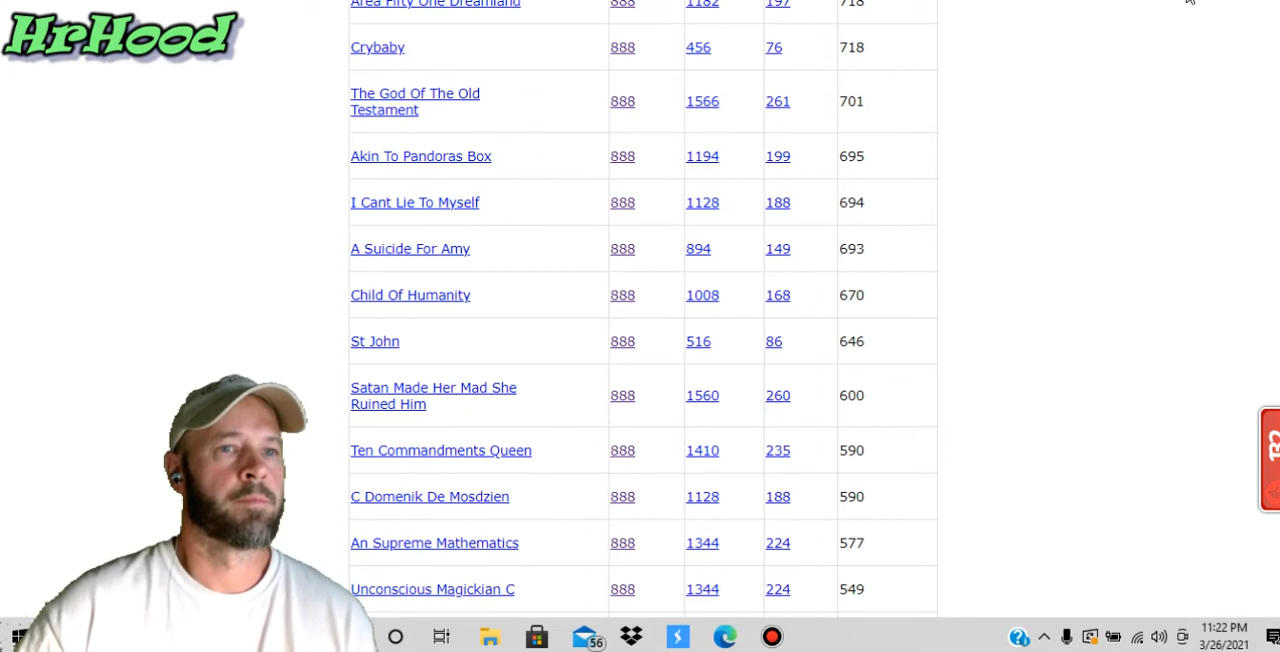 HrHood
Area Fifty One Dreamland 888 1182 197 718
Crybaby 888 456 76 718
The God Of The Old
Testament 888 1566 261 701
Akin To Pandoras Box 888 1194 199 695
I Cant Lie To Myself 888 1128 188 694
A Suicide For Amy 888 894 149 693
Child Of Humanity 888 1008 168 670
St John 888 516 86 646
Satan Made Her Mad She
Ruined Him 888 1560 260 600
Ten Commandments Queen 888 1410 235 590
C Domenik De Mosdzien 888 1128 188 590
An Supreme Mathematics 888 1344 224 577
Unconscious Magickian C 888 1344 224 549
132
56
11:22 PM
3/26/2021